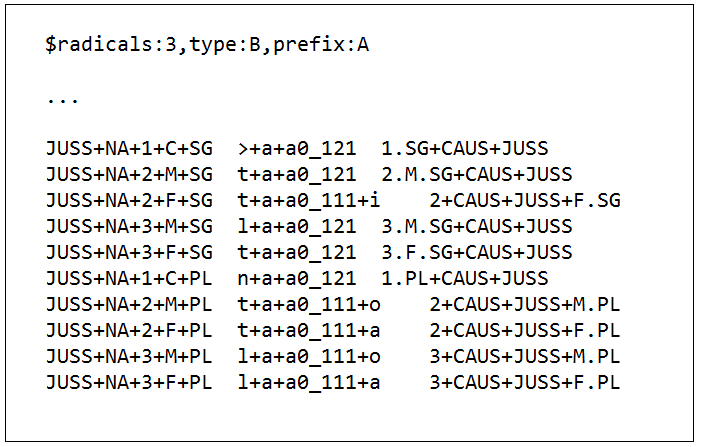 $radicals:3,type:B,prefix:A
...
JUSS+NA+1+C+SG >+a+a0_121 1.SG+CAUS+JUSS
JUSS+NA+2+M+SG t+a+a0_121 2.M.SG+CAUS+JUSS
JUSS+NA+2+F+SG t+a+a0_111+i 2+CAUS+JUSS+F.SG
JUSS+NA+3+M+SG l+a+a0_121 3.M.SG+CAUS+JUSS
JUSS+NA+3+F+SG t+a+a0_121 3.F.SG+CAUS+JUSS
JUSS+NA+1+C+PL n+a+a0_121 1.PL+CAUS+JUSS
JUSS+NA+2+M+PL t+a+a0_111+o 2+CAUS+JUSS+M.PL
JUSS+NA+2+F+PL t+a+a0_111+a 2+CAUS+JUSS+F.PL
JUSS+NA+3+M+PL l+a+a0_111+o 3+CAUS+JUSS+M.PL
JUSS+NA+3+F+PL l+a+a0_111+a 3+CAUS+JUSS+F.PL